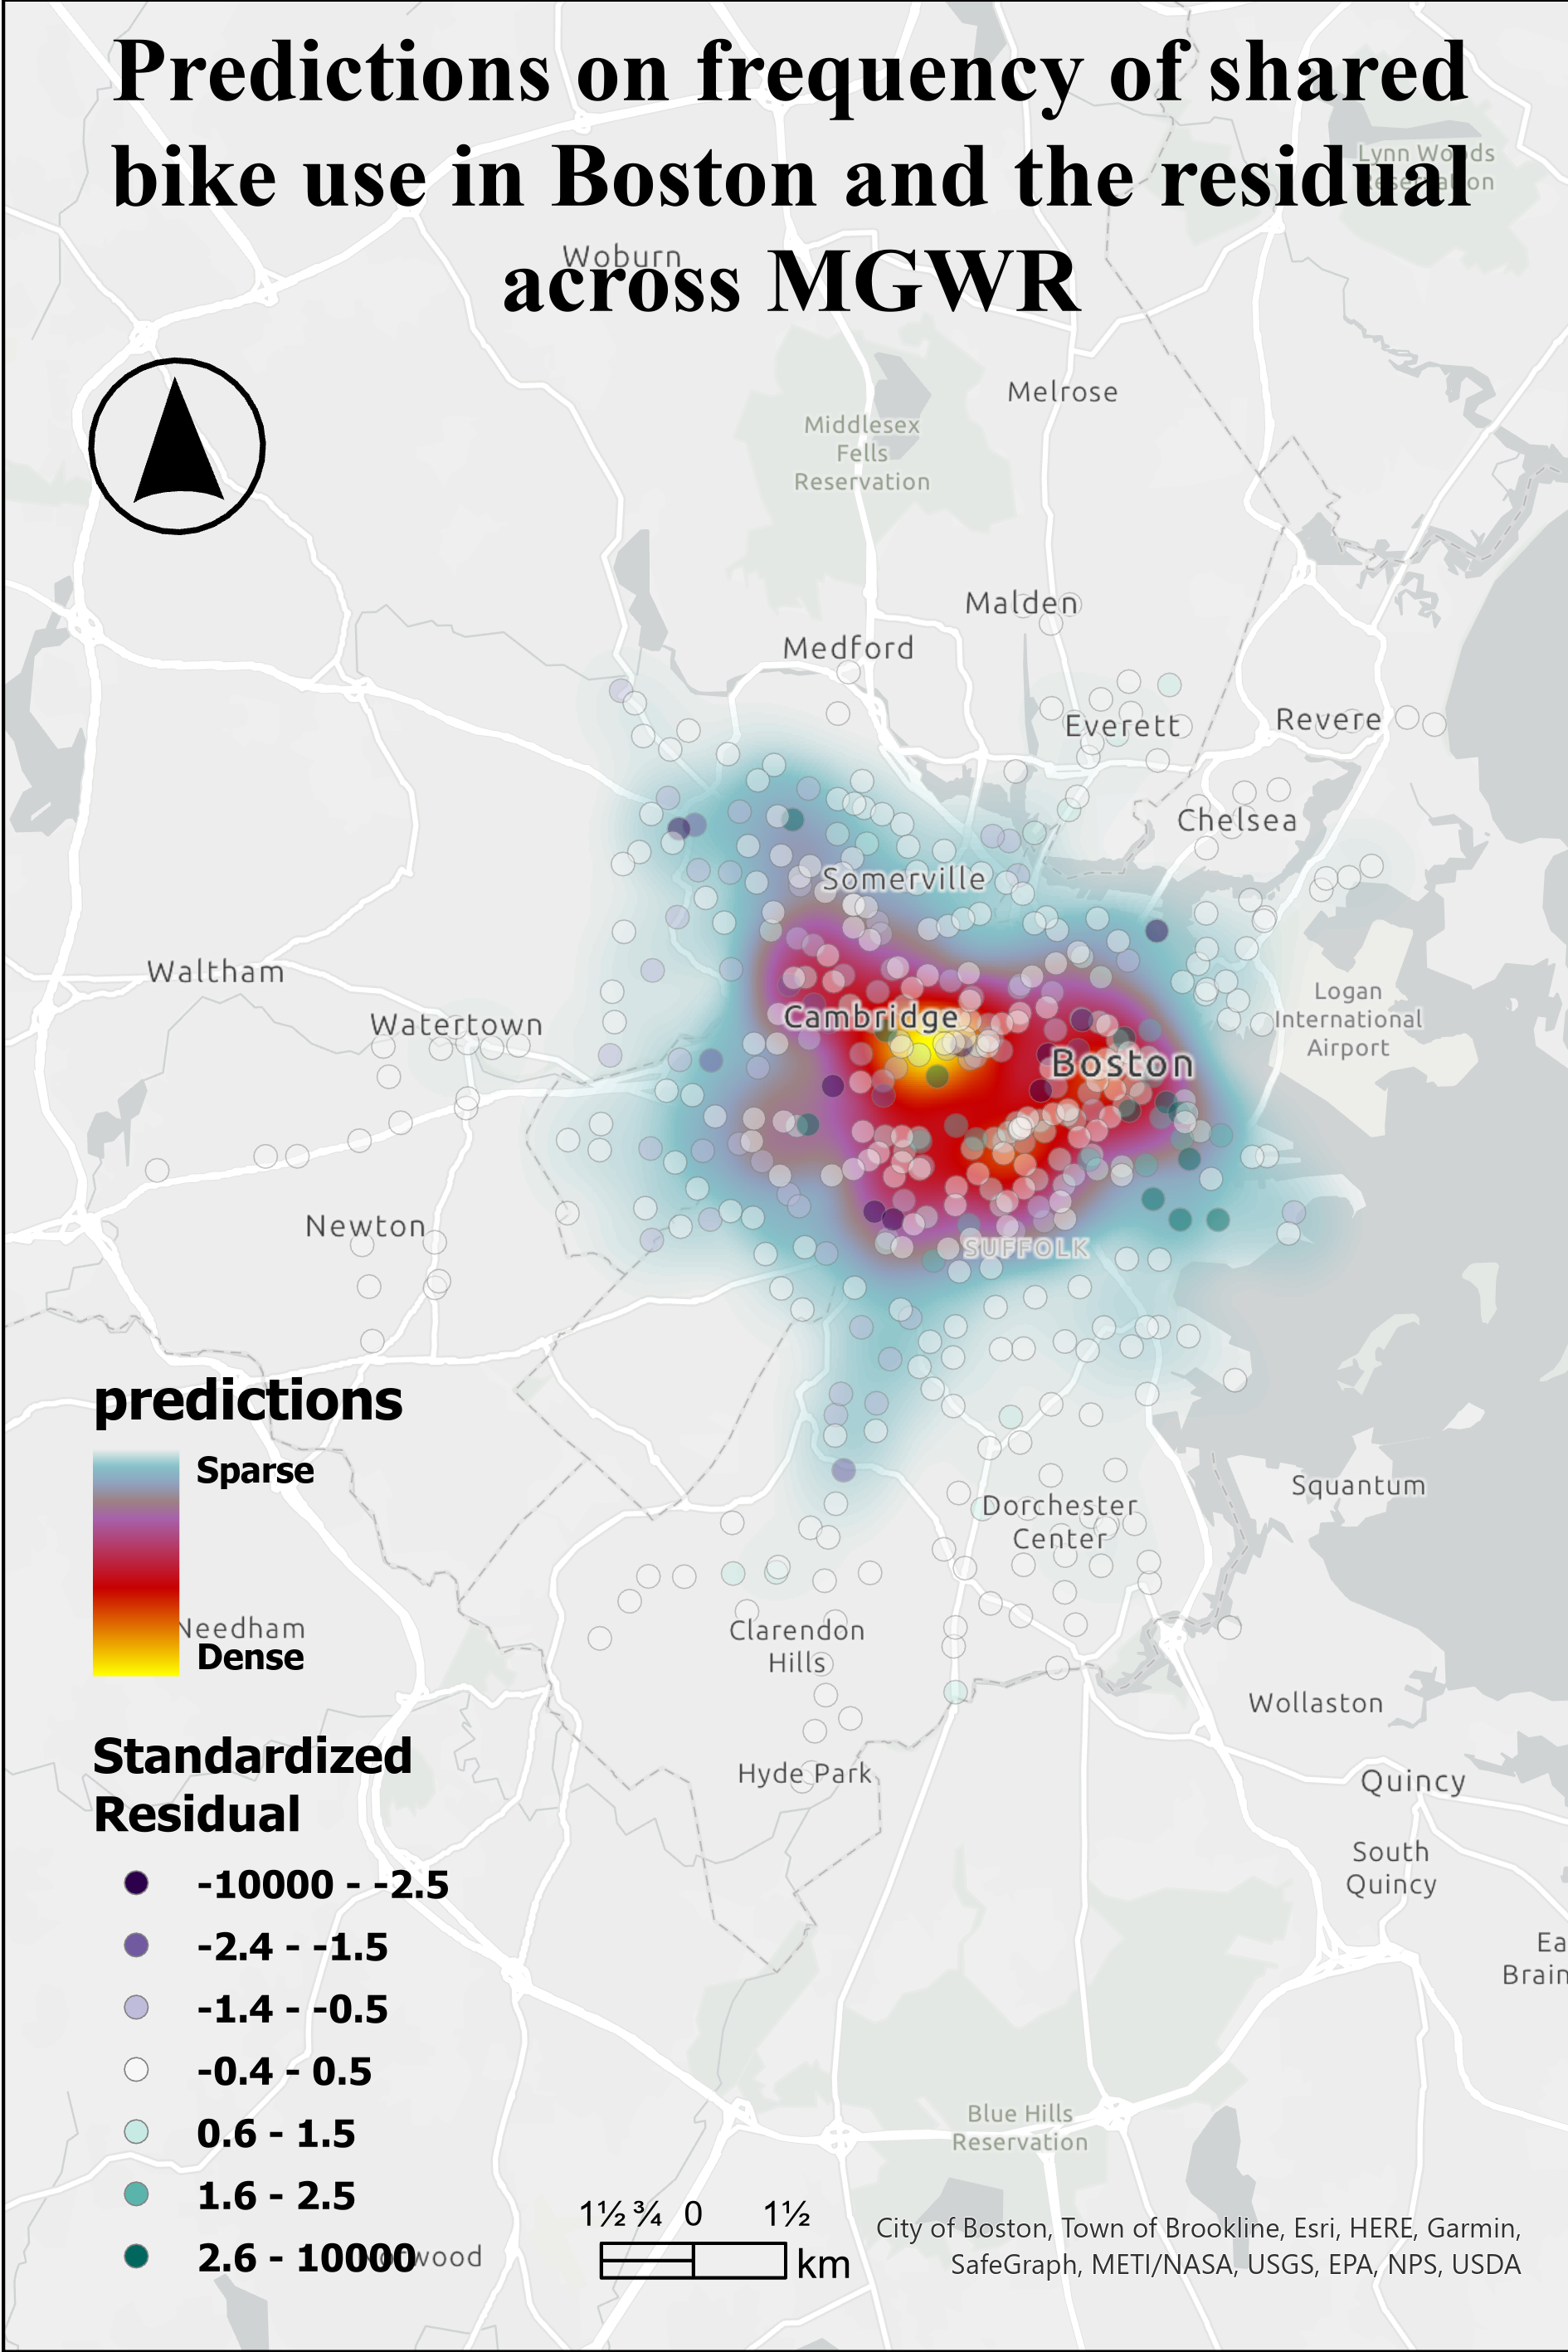 Predictions on frequency of shared
bike use in Boston and the residual
across MGWR
Lynn Woods
Reservation
Woburn
Melrose
Middlesex
Fells
Reservation
Malden
Medford
Everett
Revere
Chelsea
Somerville
Waltham
Logan
International
Airport
Cambridge
Watertown
Boston
Newton
SUFFOLK
predictions
Sparse
Needham
Dense
Squantum
Dorchester
Center
Clarendon
Hills
Wollaston
Hyde Park
Quincy
South
Quincy
Ea
Brain
Standardized
Residual
-10000 - -2.5
-2.4 - -1.5
-1.4 - -0.5
-0.4 - 0.5
0.6 - 1.5
1.6 - 2.5
2.6 - 10000
Blue Hills
Reservation
1½ ¾ 0 1½
km
City of Boston, Town of Brookline, Esri, HERE, Garmin,
SafeGraph, METI/NASA, USGS, EPA, NPS, USDA